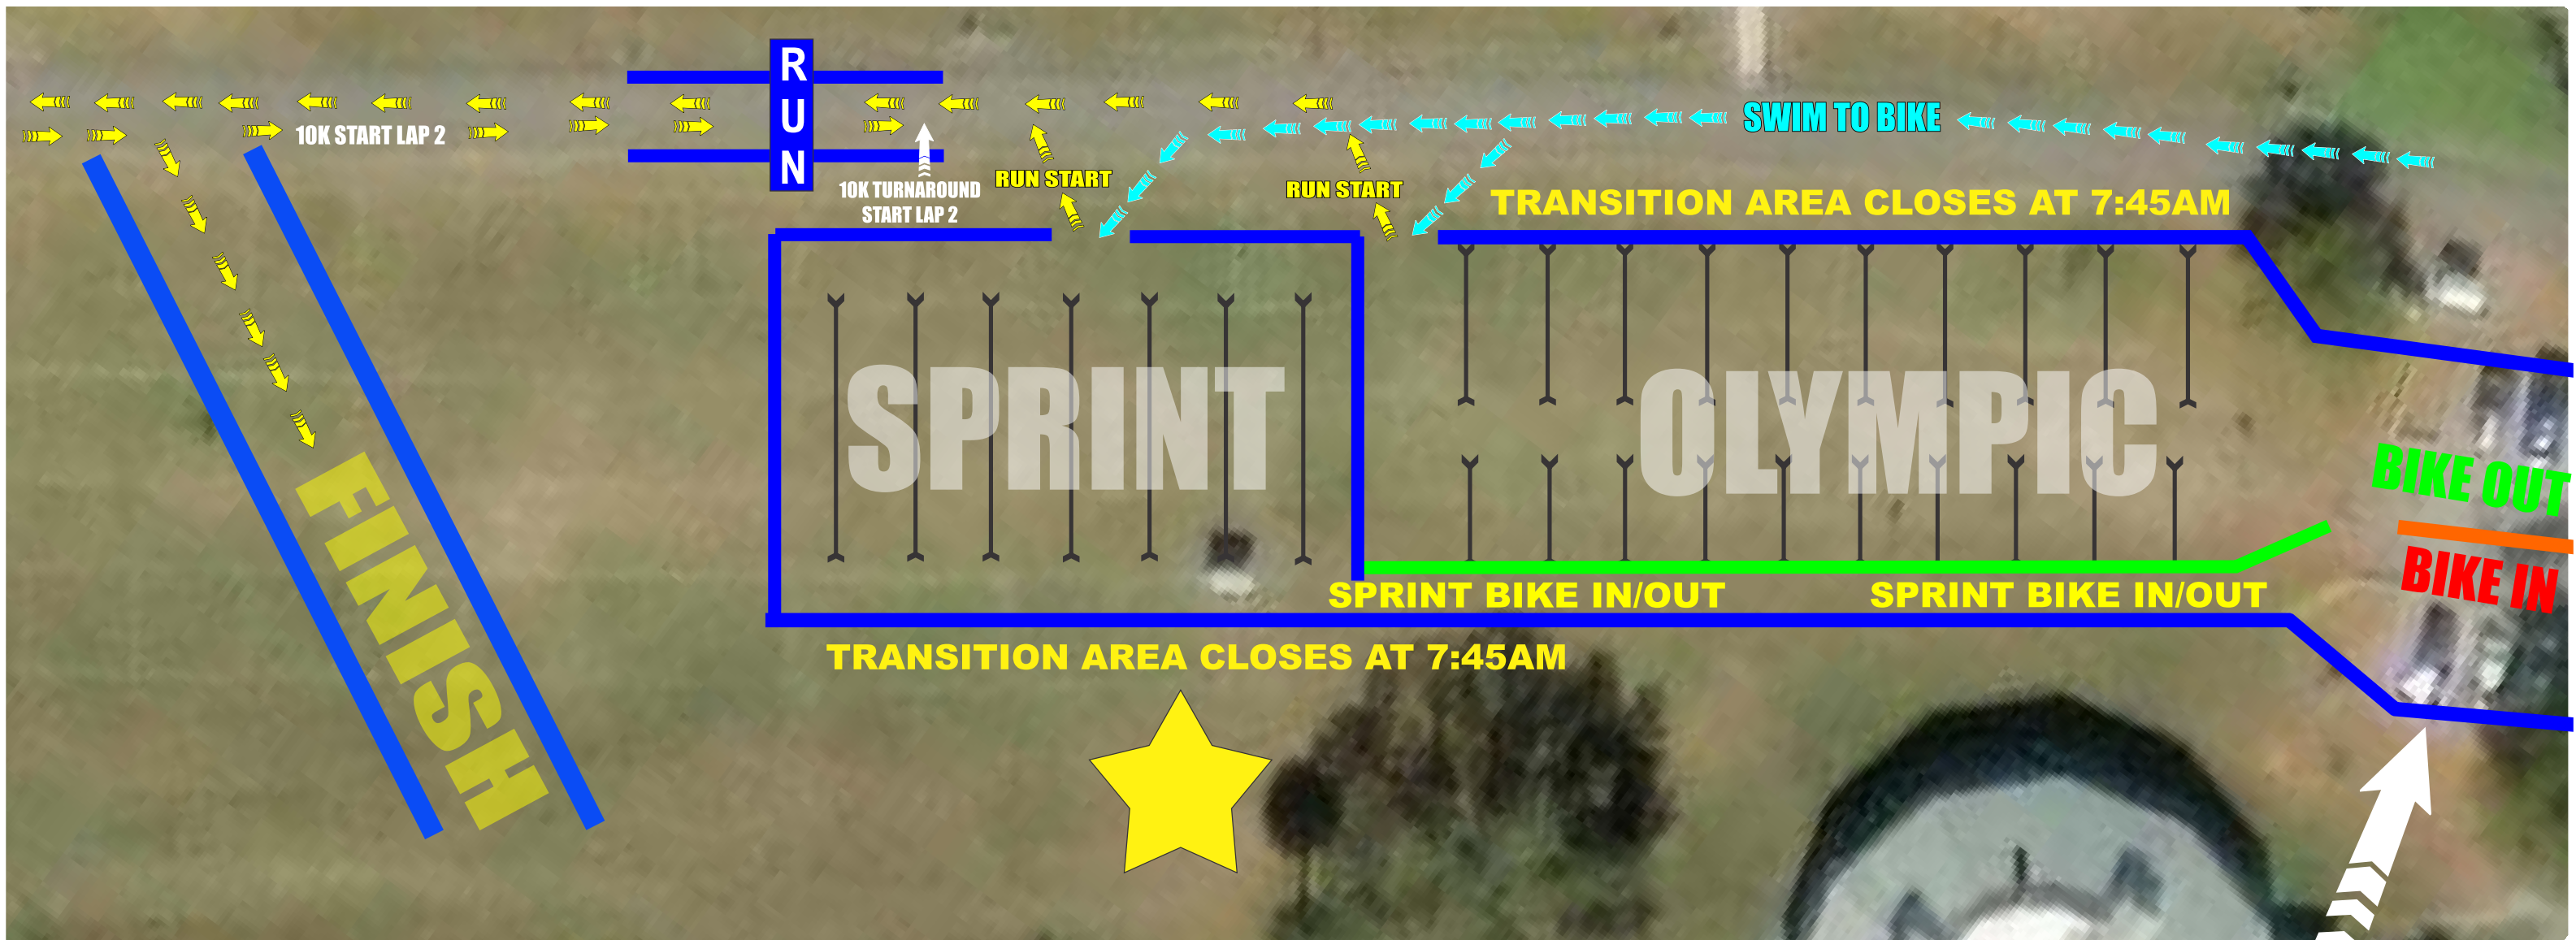 RUN
SWIM TO BIKE
10K START LAP 2
RUN START
RUN START
10K TURNAROUND
START LAP 2
TRANSITION AREA CLOSES AT 7:45AM
SPRINT
OLYMPIC
BIKE OUT
BIKE IN
SPRINT BIKE IN/OUT
SPRINT BIKE IN/OUT
FINISH
TRANSITION AREA CLOSES AT 7:45AM